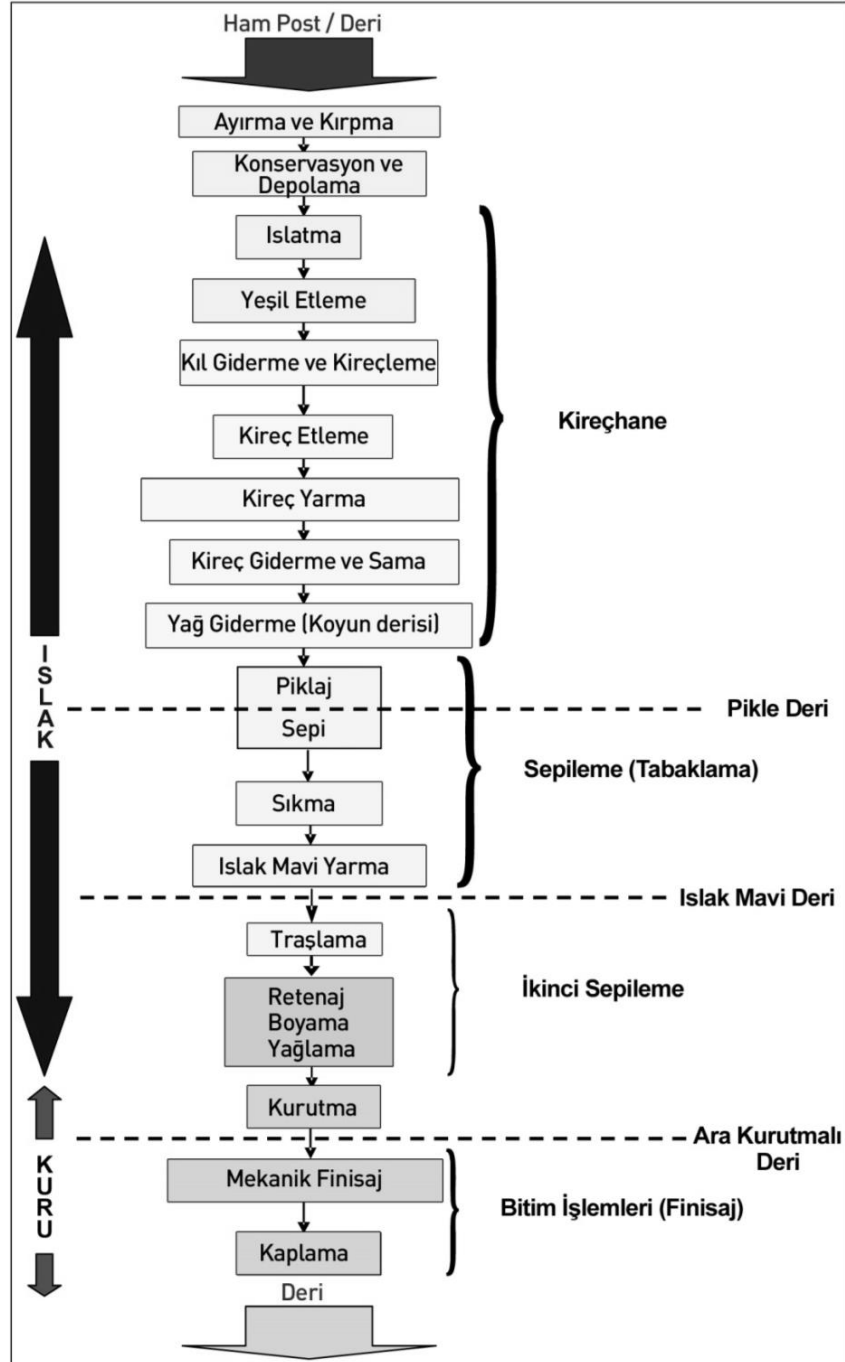 Ham Post / Deri
Ayırma ve Kırpma
Konservasyon ve
Depolama
Islatma
Yeşil Etleme
Kıl Giderme ve Kireçleme
Kireç Etleme
Kireç Yarma
Kireç Giderme ve Sama
Yağ Giderme (Koyun derisi)
Kireçhane
Piklaj
Sepi
Sıkma
Islak Mavi Yarma
Pikle Deri
Sepileme (Tabaklama)
Islak Mavi Deri
Traşlama
Retenaj
Boyama
Yağlama
İkinci Sepileme
Kurutma
Ara Kurutmalı
Deri
Mekanik Finisaj
Kaplama
Bitim İşlemleri (Finisaj)
Deri
ISLAK
KURU